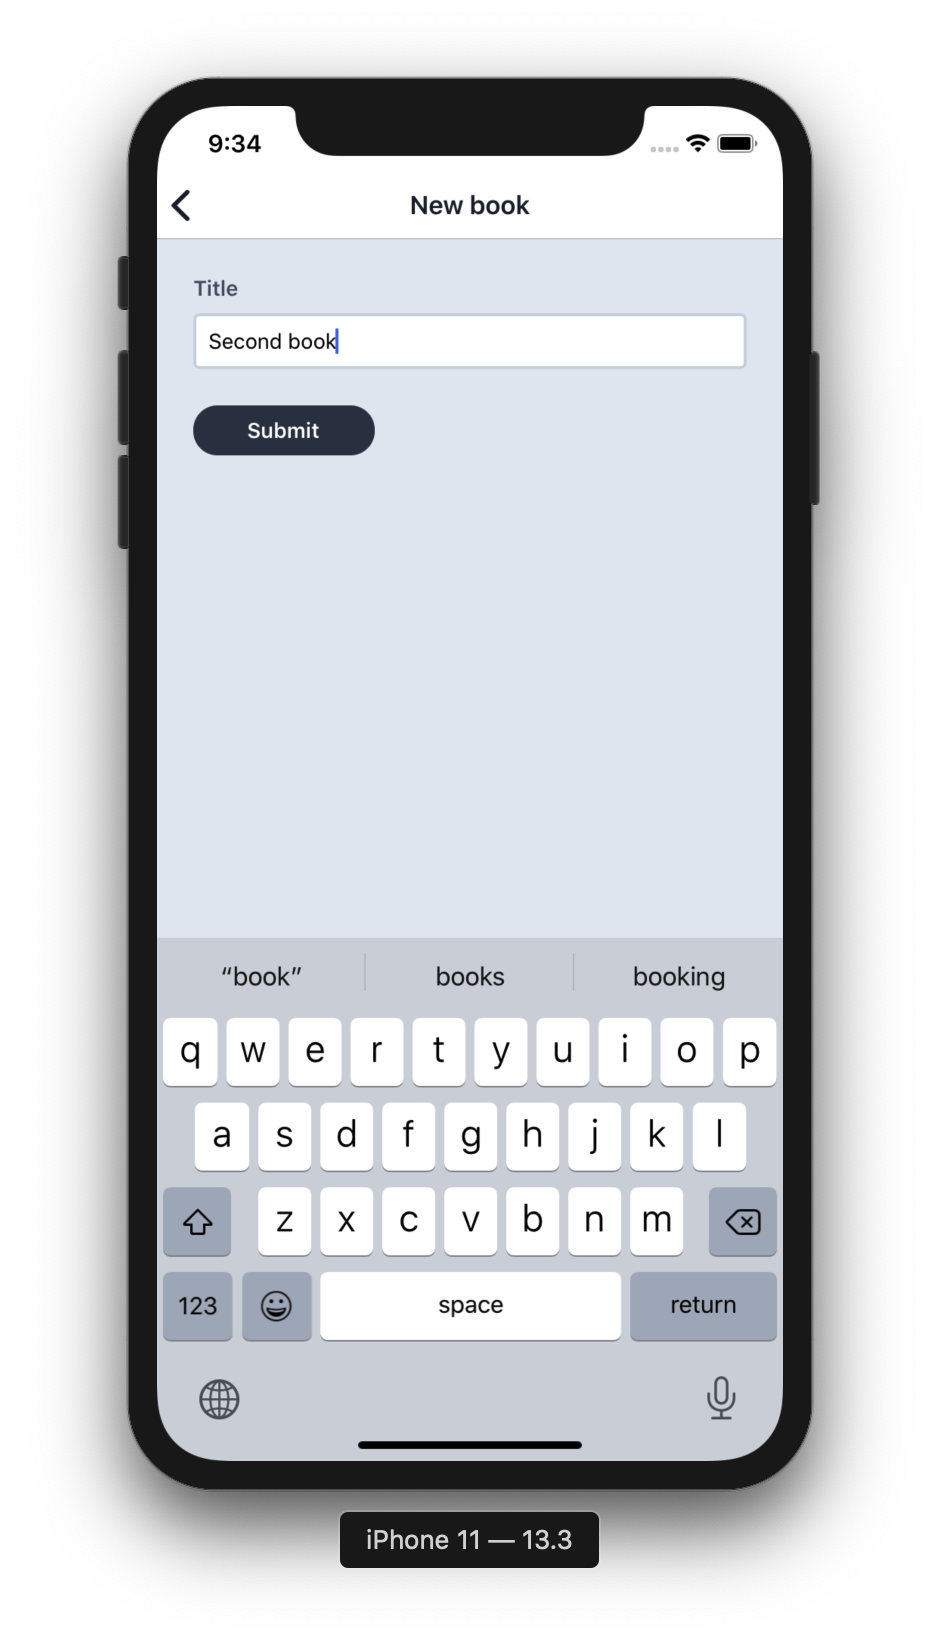 9:34
New book
Title
Second book
Submit
“book” books booking
q w e r t y u i o p
a s d f g h j k l
z x c v b n m
123 space return
iPhone 11 — 13.3